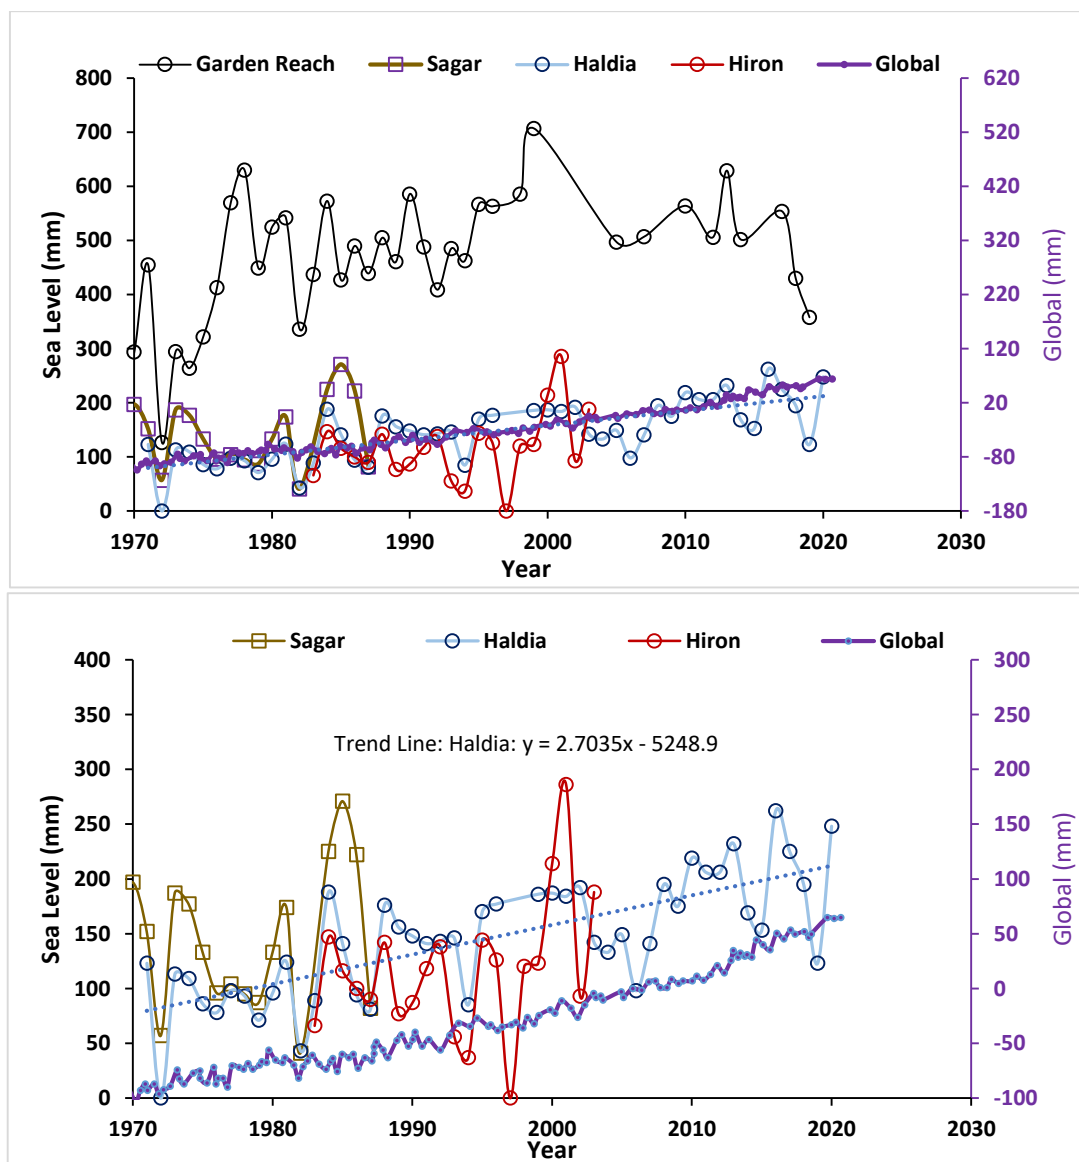 Garden Reach Sagar Haldia Hiron Global
800 620
700 520
600 420
500 320
400 220
300 120
200 20
100 -80
0 -180
Sea Level (mm)
Global (mm)
1970 1980 1990 2000 2010 2020 2030
Year
Sagar Haldia Hiron Global
400 300
350
300 200
250
200 100
150 50
100 0
50 -50
0 -100
Trend Line: Haldia: y = 2.7035x - 5248.9
Sea Level (mm)
Global (mm)
1970 1980 1990 2000 2010 2020 2030
Year